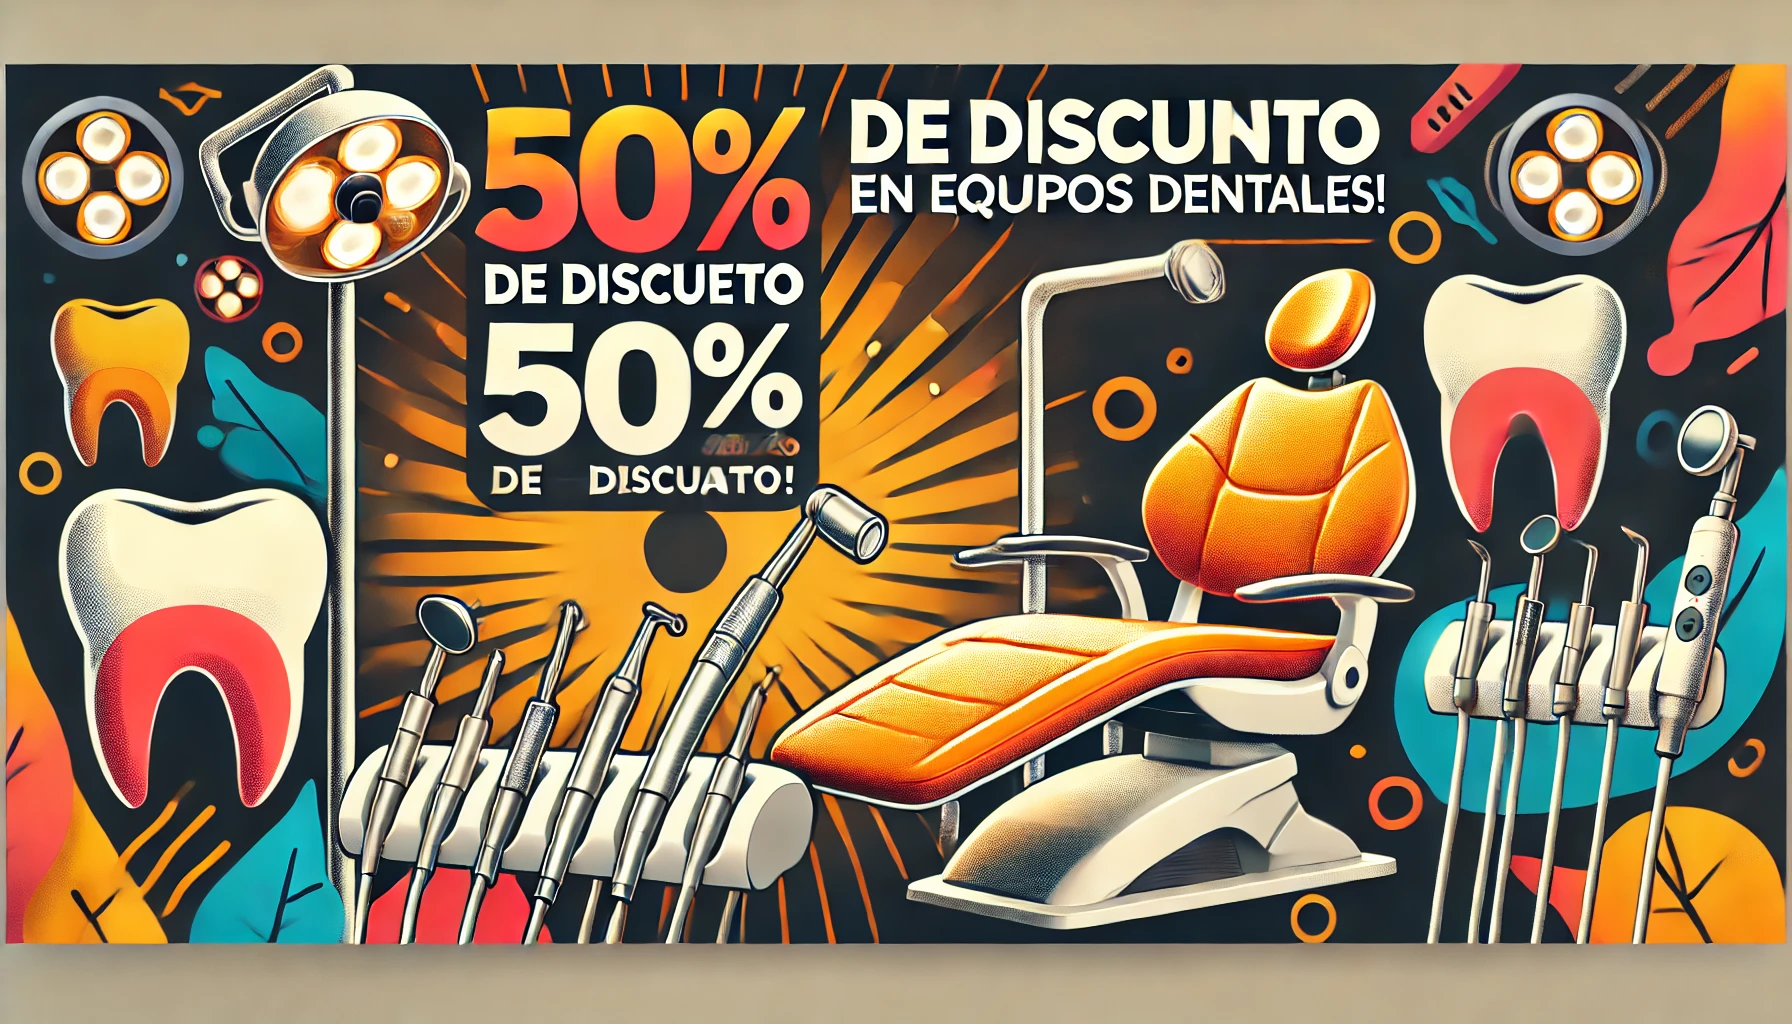 50%
DE DISCUETO
50%
DE DISCUATO!
DE DISCUNTO
EN EQUPOS DENTALES!